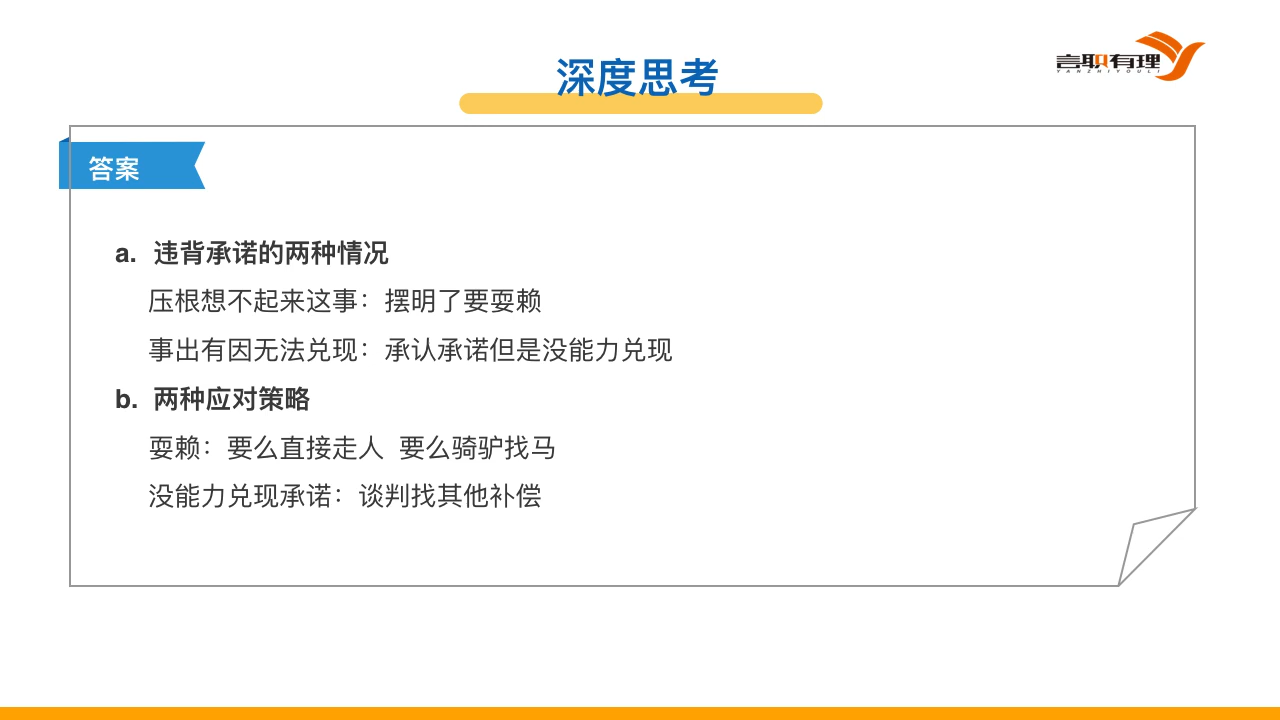 深度思考
言职有理
YANZHIYOULI
答案
a. 违背承诺的两种情况
压根想不起来这事：摆明了要耍赖
事出有因无法兑现：承认承诺但是没能力兑现
b. 两种应对策略
耍赖：要么直接走人 要么骑驴找马
没能力兑现承诺：谈判找其他补偿